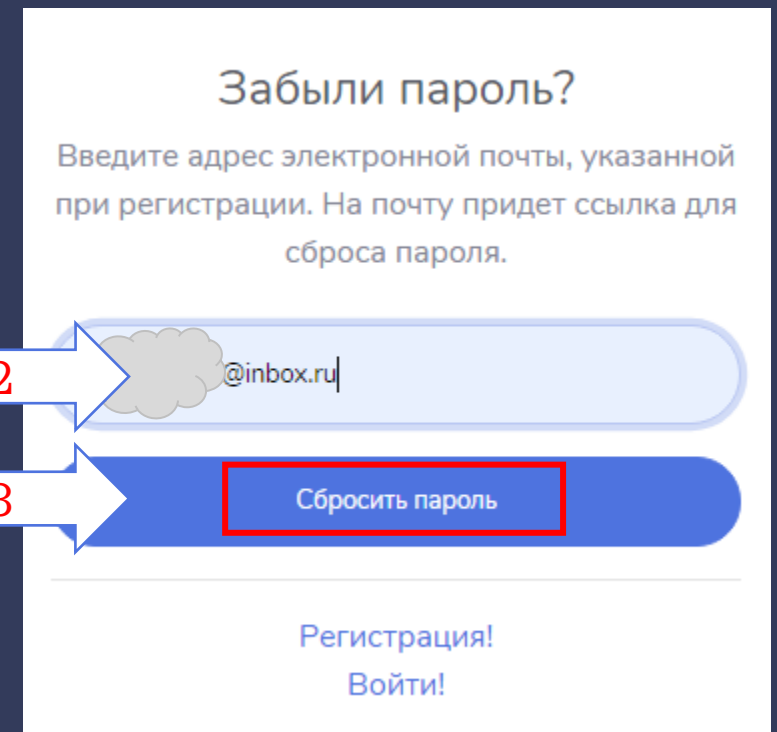 Забыли пароль?
Введите адрес электронной почты, указанной
при регистрации. На почту придет ссылка для
сброса пароля.
2
@inbox.ru
3
Сбросить пароль
Регистрация!
Войти!